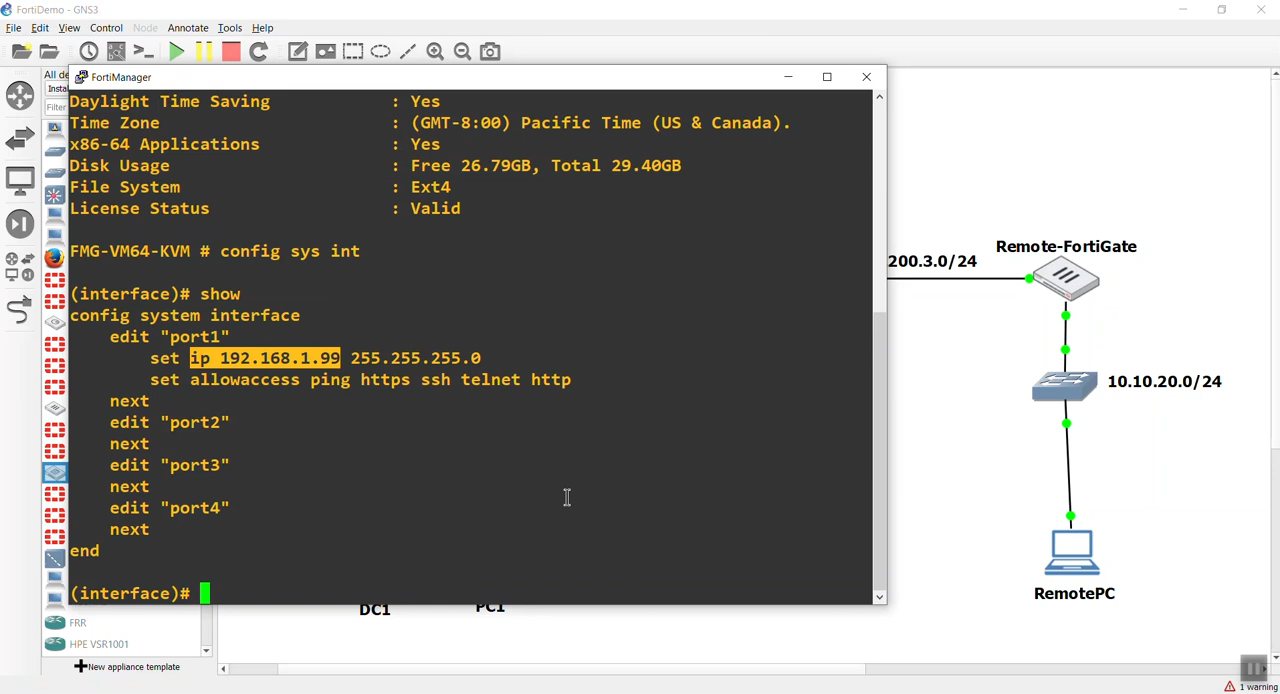 FortiDemo - GNS3
File Edit View Control Node Annotate Tools Help
All de
Instal
Filter
FortiManager
Daylight Time Saving : Yes
Time Zone : (GMT-8:00) Pacific Time (US & Canada).
x86-64 Applications : Yes
Disk Usage : Free 26.79GB, Total 29.40GB
File System : Ext4
License Status : Valid
FMG-VM64-KVM # config sys int
(interface)# show
config system interface
edit "port1"
set ip 192.168.1.99 255.255.255.0
set allowaccess ping https ssh telnet http
next
edit "port2"
next
edit "port3"
next
edit "port4"
next
end
(interface)#
200.3.0/24
Remote-FortiGate
10.10.20.0/24
RemotePC
DC1
PC1
FRR
HPE VSR1001
New appliance template
1 warning